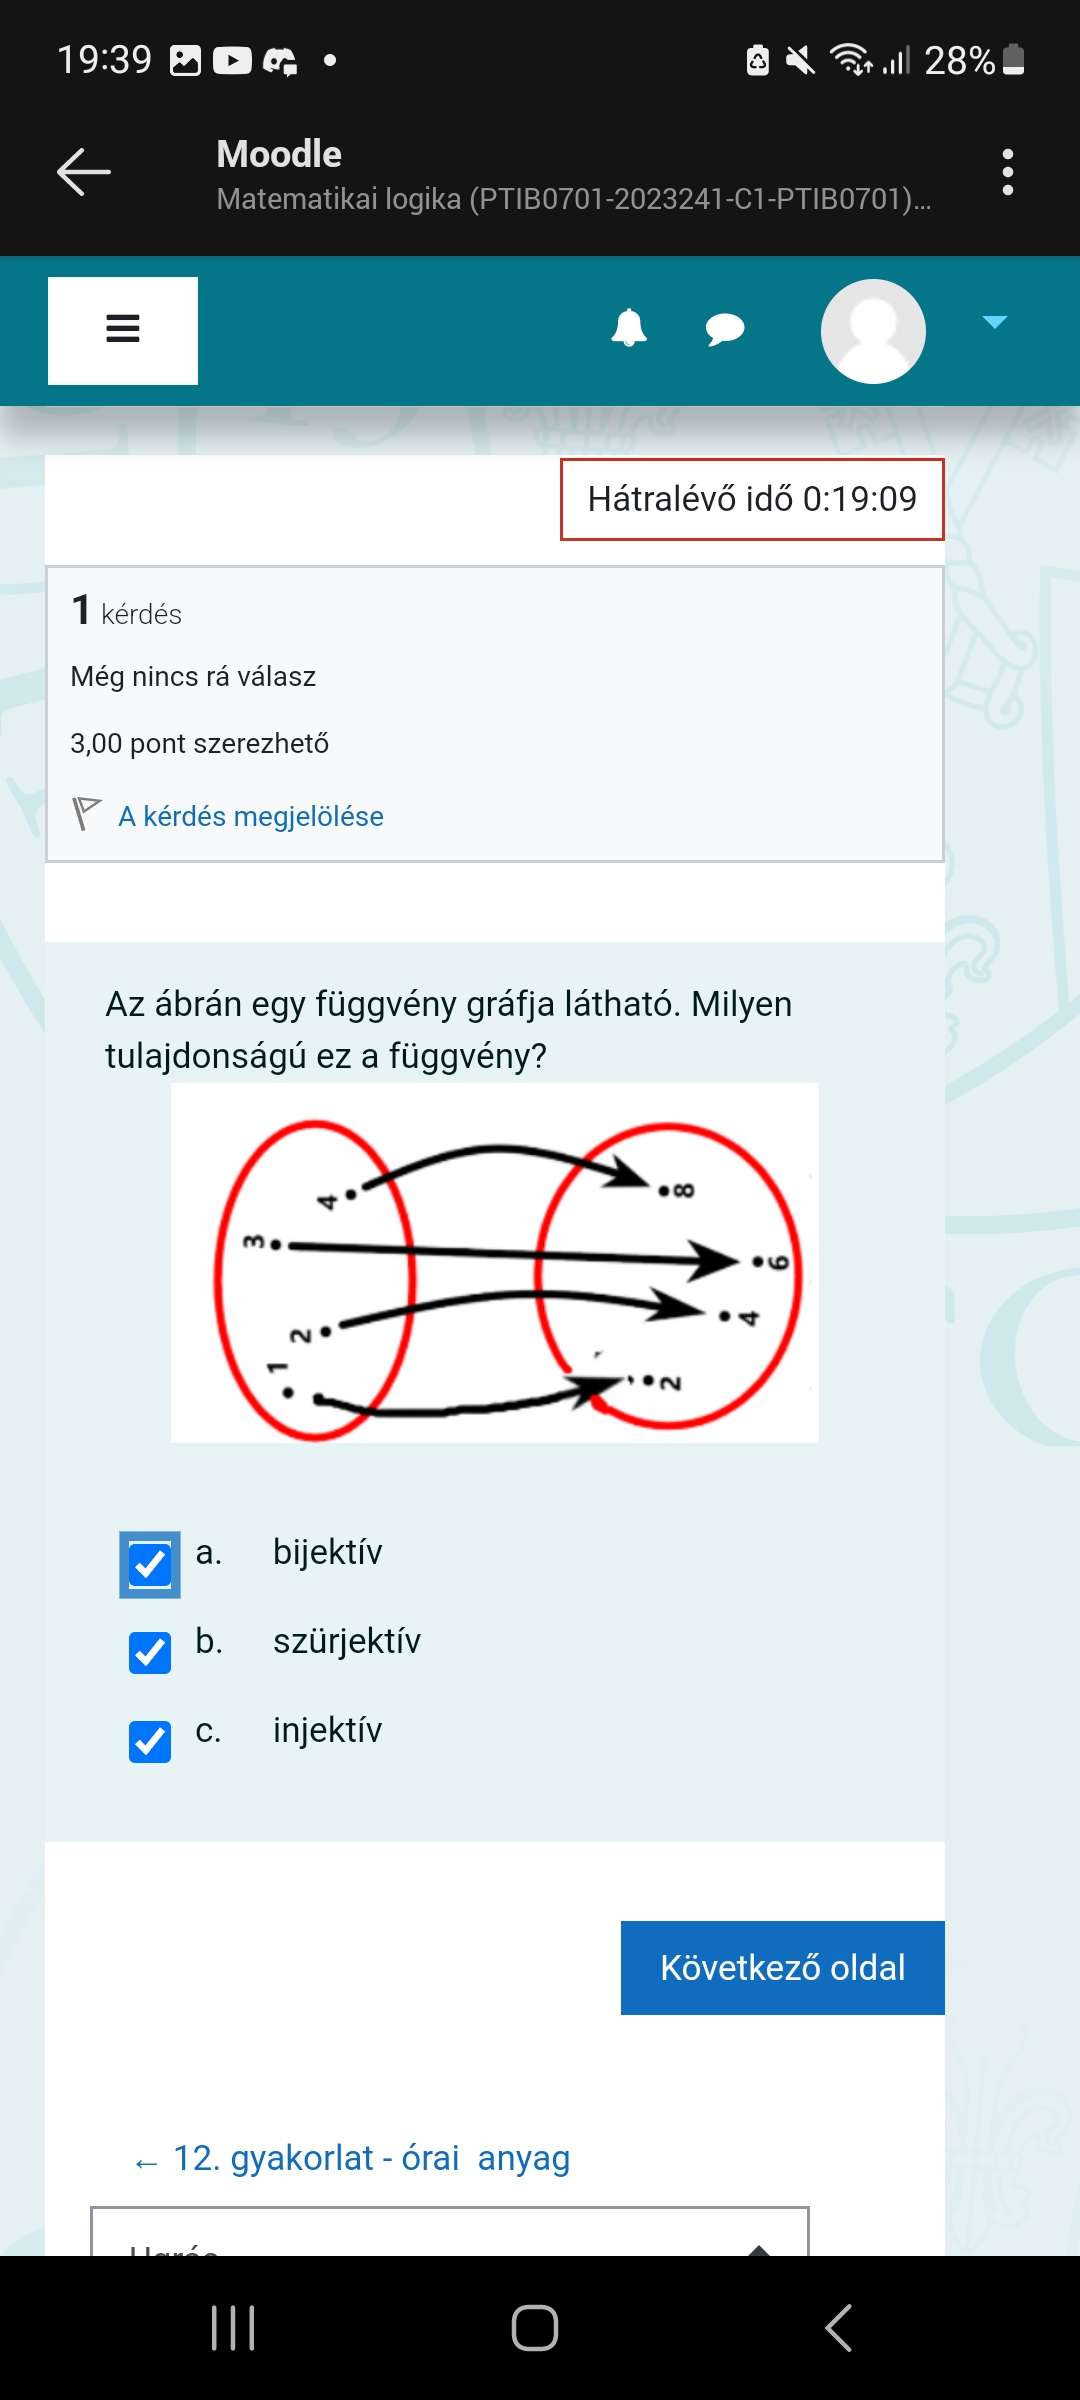 19:39
28%
Moodle
Matematikai logika (PTIB0701-2023241-C1-PTIB0701)...
Hátralévő idő 0:19:09
1 kérdés
Még nincs rá válasz
3,00 pont szerezhető
A kérdés megjelölése
Az ábrán egy függvény gráfja látható. Milyen
tulajdonságú ez a függvény?
4
8
3
6
2
4
1
2
a. bijektív
b. szürjektív
c. injektív
Következő oldal
← 12. gyakorlat - órai anyag